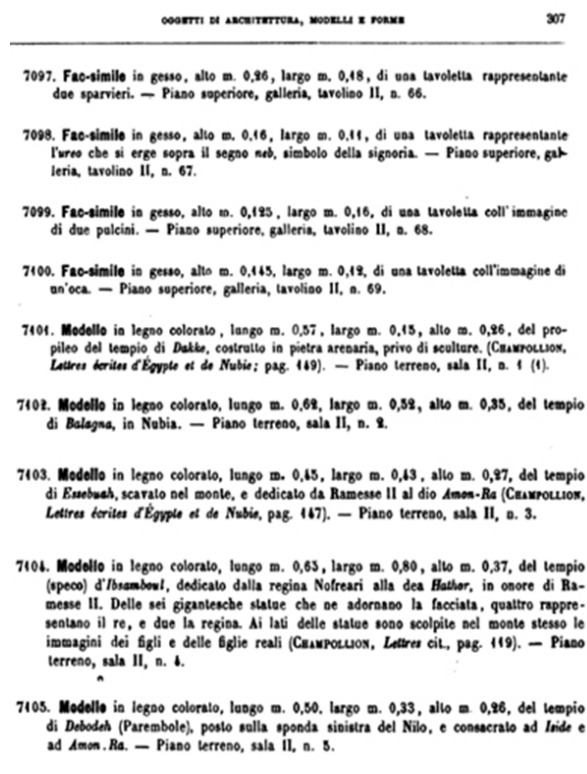 OGGETTI DI ARCHITETTURA, MODELLI E FORME 307
7097. Fac-simile in gesso, alto m. 0,26, largo m. 0,18, di una tavoletta rappresentante
due sparvieri. — Piano superiore, galleria, tavolino II, n. 66.
7098. Fac-simile in gesso, alto m. 0,16, largo m. 0,11, di una tavoletta rappresentante
l'ureo che si erge sopra il segno neb, simbolo della signoria. — Piano superiore, gal-
leria, tavolino II, n. 67.
7099. Fac-simile in gesso, alto m. 0,125, largo m. 0,16, di una tavoletta coll'immagine
di due pulcini. — Piano superiore, galleria, tavolino II, n. 68.
7100. Fac-simile in gesso, alto m. 0,145, largo m. 0,12, di una tavoletta coll'immagine di
un'oca. — Piano superiore, galleria, tavolino II, n. 69.
7101. Modello in legno colorato, lungo m. 0,57, largo m. 0,15, alto m. 0,26, del pro-
pileo del tempio di Dakke, costrutto in pietra arenaria, privo di sculture. (CHAMPOLLION,
Lettres écrites d'Égypte et de Nubie; pag. 149). — Piano terreno, sala II, n. 1 (1).
7102. Modello in legno colorato, lungo m. 0,62, largo m. 0,52, alto m. 0,35, del tempio
di Balagna, in Nubia. — Piano terreno, sala II, n. 2.
7103. Modello in legno colorato, lungo m. 0,45, largo m. 0,43, alto m. 0,27, del tempio
di Essebuah, scavato nel monte, e dedicato da Ramesse II al dio Amon-Ra (CHAMPOLLION,
Lettres écrites d'Égypte et de Nubie, pag. 147). — Piano terreno, sala II, n. 3.
7104. Modello in legno colorato, lungo m. 0,65, largo m. 0,80, alto m. 0,37, del tempio
(speco) d'Ibsamboul, dedicato dalla regina Nofreari alla dea Hathor, in onore di Ra-
messe II. Delle sei gigantesche statue che ne adornano la facciata, quattro rappre-
sentano il re, e due la regina. Ai lati delle statue sono scolpite nel monte stesso le
immagini dei figli e delle figlie reali (CHAMPOLLION, Lettres cit., pag. 119). — Piano
terreno, sala II, n. 4.
7105. Modello in legno colorato, lungo m. 0,50, largo m. 0,33, alto m. 0,26, del tempio
di Debodeh (Parembole), posto sulla sponda sinistra del Nilo, e consacrato ad Iside e
ad Amon.Ra. — Piano terreno, sala II, n. 5.